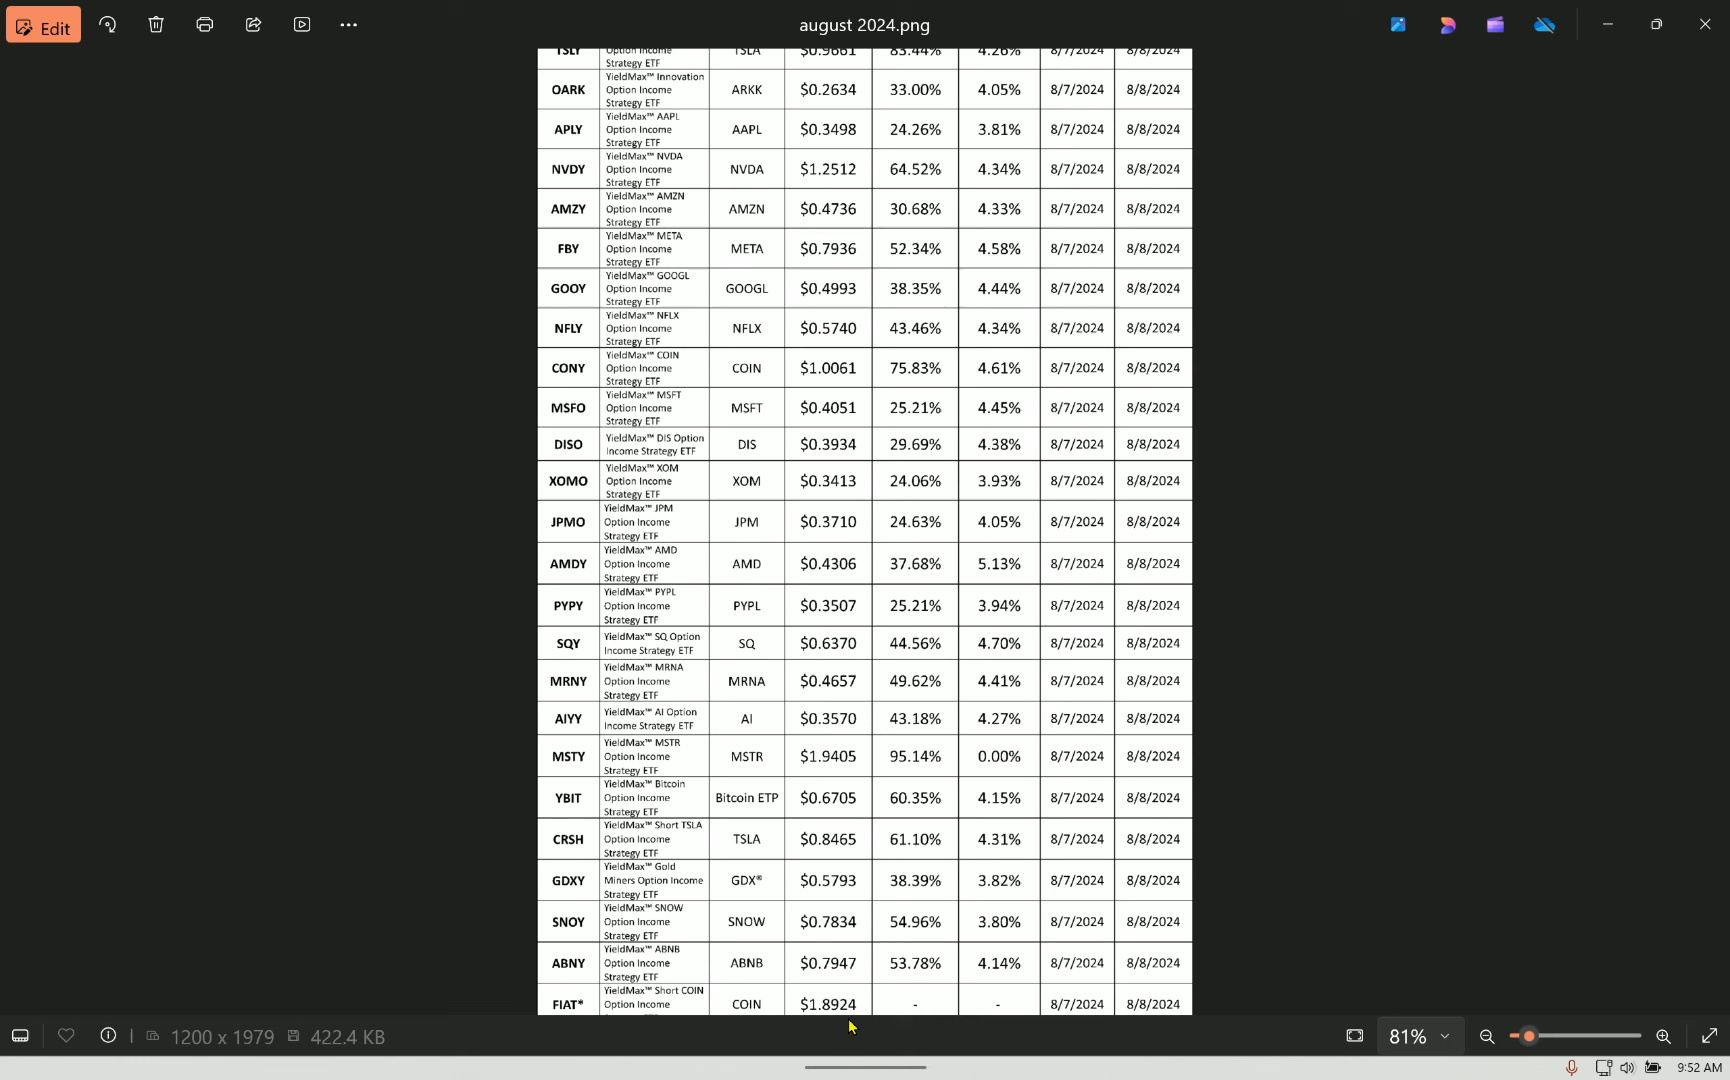 Edit
august 2024.png
TSLY Option Income Strategy ETF TSLA $0.9661 83.44% 4.26% 8/7/2024 8/8/2024
OARK YieldMax™ Innovation Option Income Strategy ETF ARKK $0.2634 33.00% 4.05% 8/7/2024 8/8/2024
APLY YieldMax™ AAPL Option Income Strategy ETF AAPL $0.3498 24.26% 3.81% 8/7/2024 8/8/2024
NVDY YieldMax™ NVDA Option Income Strategy ETF NVDA $1.2512 64.52% 4.34% 8/7/2024 8/8/2024
AMZY YieldMax™ AMZN Option Income Strategy ETF AMZN $0.4736 30.68% 4.33% 8/7/2024 8/8/2024
FBY YieldMax™ META Option Income Strategy ETF META $0.7936 52.34% 4.58% 8/7/2024 8/8/2024
GOOY YieldMax™ GOOGL Option Income Strategy ETF GOOGL $0.4993 38.35% 4.44% 8/7/2024 8/8/2024
NFLY YieldMax™ NFLX Option Income Strategy ETF NFLX $0.5740 43.46% 4.34% 8/7/2024 8/8/2024
CONY YieldMax™ COIN Option Income Strategy ETF COIN $1.0061 75.83% 4.61% 8/7/2024 8/8/2024
MSFO YieldMax™ MSFT Option Income Strategy ETF MSFT $0.4051 25.21% 4.45% 8/7/2024 8/8/2024
DISO YieldMax™ DIS Option Income Strategy ETF DIS $0.3934 29.69% 4.38% 8/7/2024 8/8/2024
XOMO YieldMax™ XOM Option Income Strategy ETF XOM $0.3413 24.06% 3.93% 8/7/2024 8/8/2024
JPMO YieldMax™ JPM Option Income Strategy ETF JPM $0.3710 24.63% 4.05% 8/7/2024 8/8/2024
AMDY YieldMax™ AMD Option Income Strategy ETF AMD $0.4306 37.68% 5.13% 8/7/2024 8/8/2024
PYPY YieldMax™ PYPL Option Income Strategy ETF PYPL $0.3507 25.21% 3.94% 8/7/2024 8/8/2024
SQY YieldMax™ SQ Option Income Strategy ETF SQ $0.6370 44.56% 4.70% 8/7/2024 8/8/2024
MRNY YieldMax™ MRNA Option Income Strategy ETF MRNA $0.4657 49.62% 4.41% 8/7/2024 8/8/2024
AIYY YieldMax™ AI Option Income Strategy ETF AI $0.3570 43.18% 4.27% 8/7/2024 8/8/2024
MSTY YieldMax™ MSTR Option Income Strategy ETF MSTR $1.9405 95.14% 0.00% 8/7/2024 8/8/2024
YBIT YieldMax™ Bitcoin Option Income Strategy ETF Bitcoin ETP $0.6705 60.35% 4.15% 8/7/2024 8/8/2024
CRSH YieldMax™ Short TSLA Option Income Strategy ETF TSLA $0.8465 61.10% 4.31% 8/7/2024 8/8/2024
GDXY YieldMax™ Gold Miners Option Income Strategy ETF GDX® $0.5793 38.39% 3.82% 8/7/2024 8/8/2024
SNOY YieldMax™ SNOW Option Income Strategy ETF SNOW $0.7834 54.96% 3.80% 8/7/2024 8/8/2024
ABNY YieldMax™ ABNB Option Income Strategy ETF ABNB $0.7947 53.78% 4.14% 8/7/2024 8/8/2024
FIAT* YieldMax™ Short COIN Option Income COIN $1.8924 - - 8/7/2024 8/8/2024
1200 x 1979 422.4 KB 81%
9:52 AM